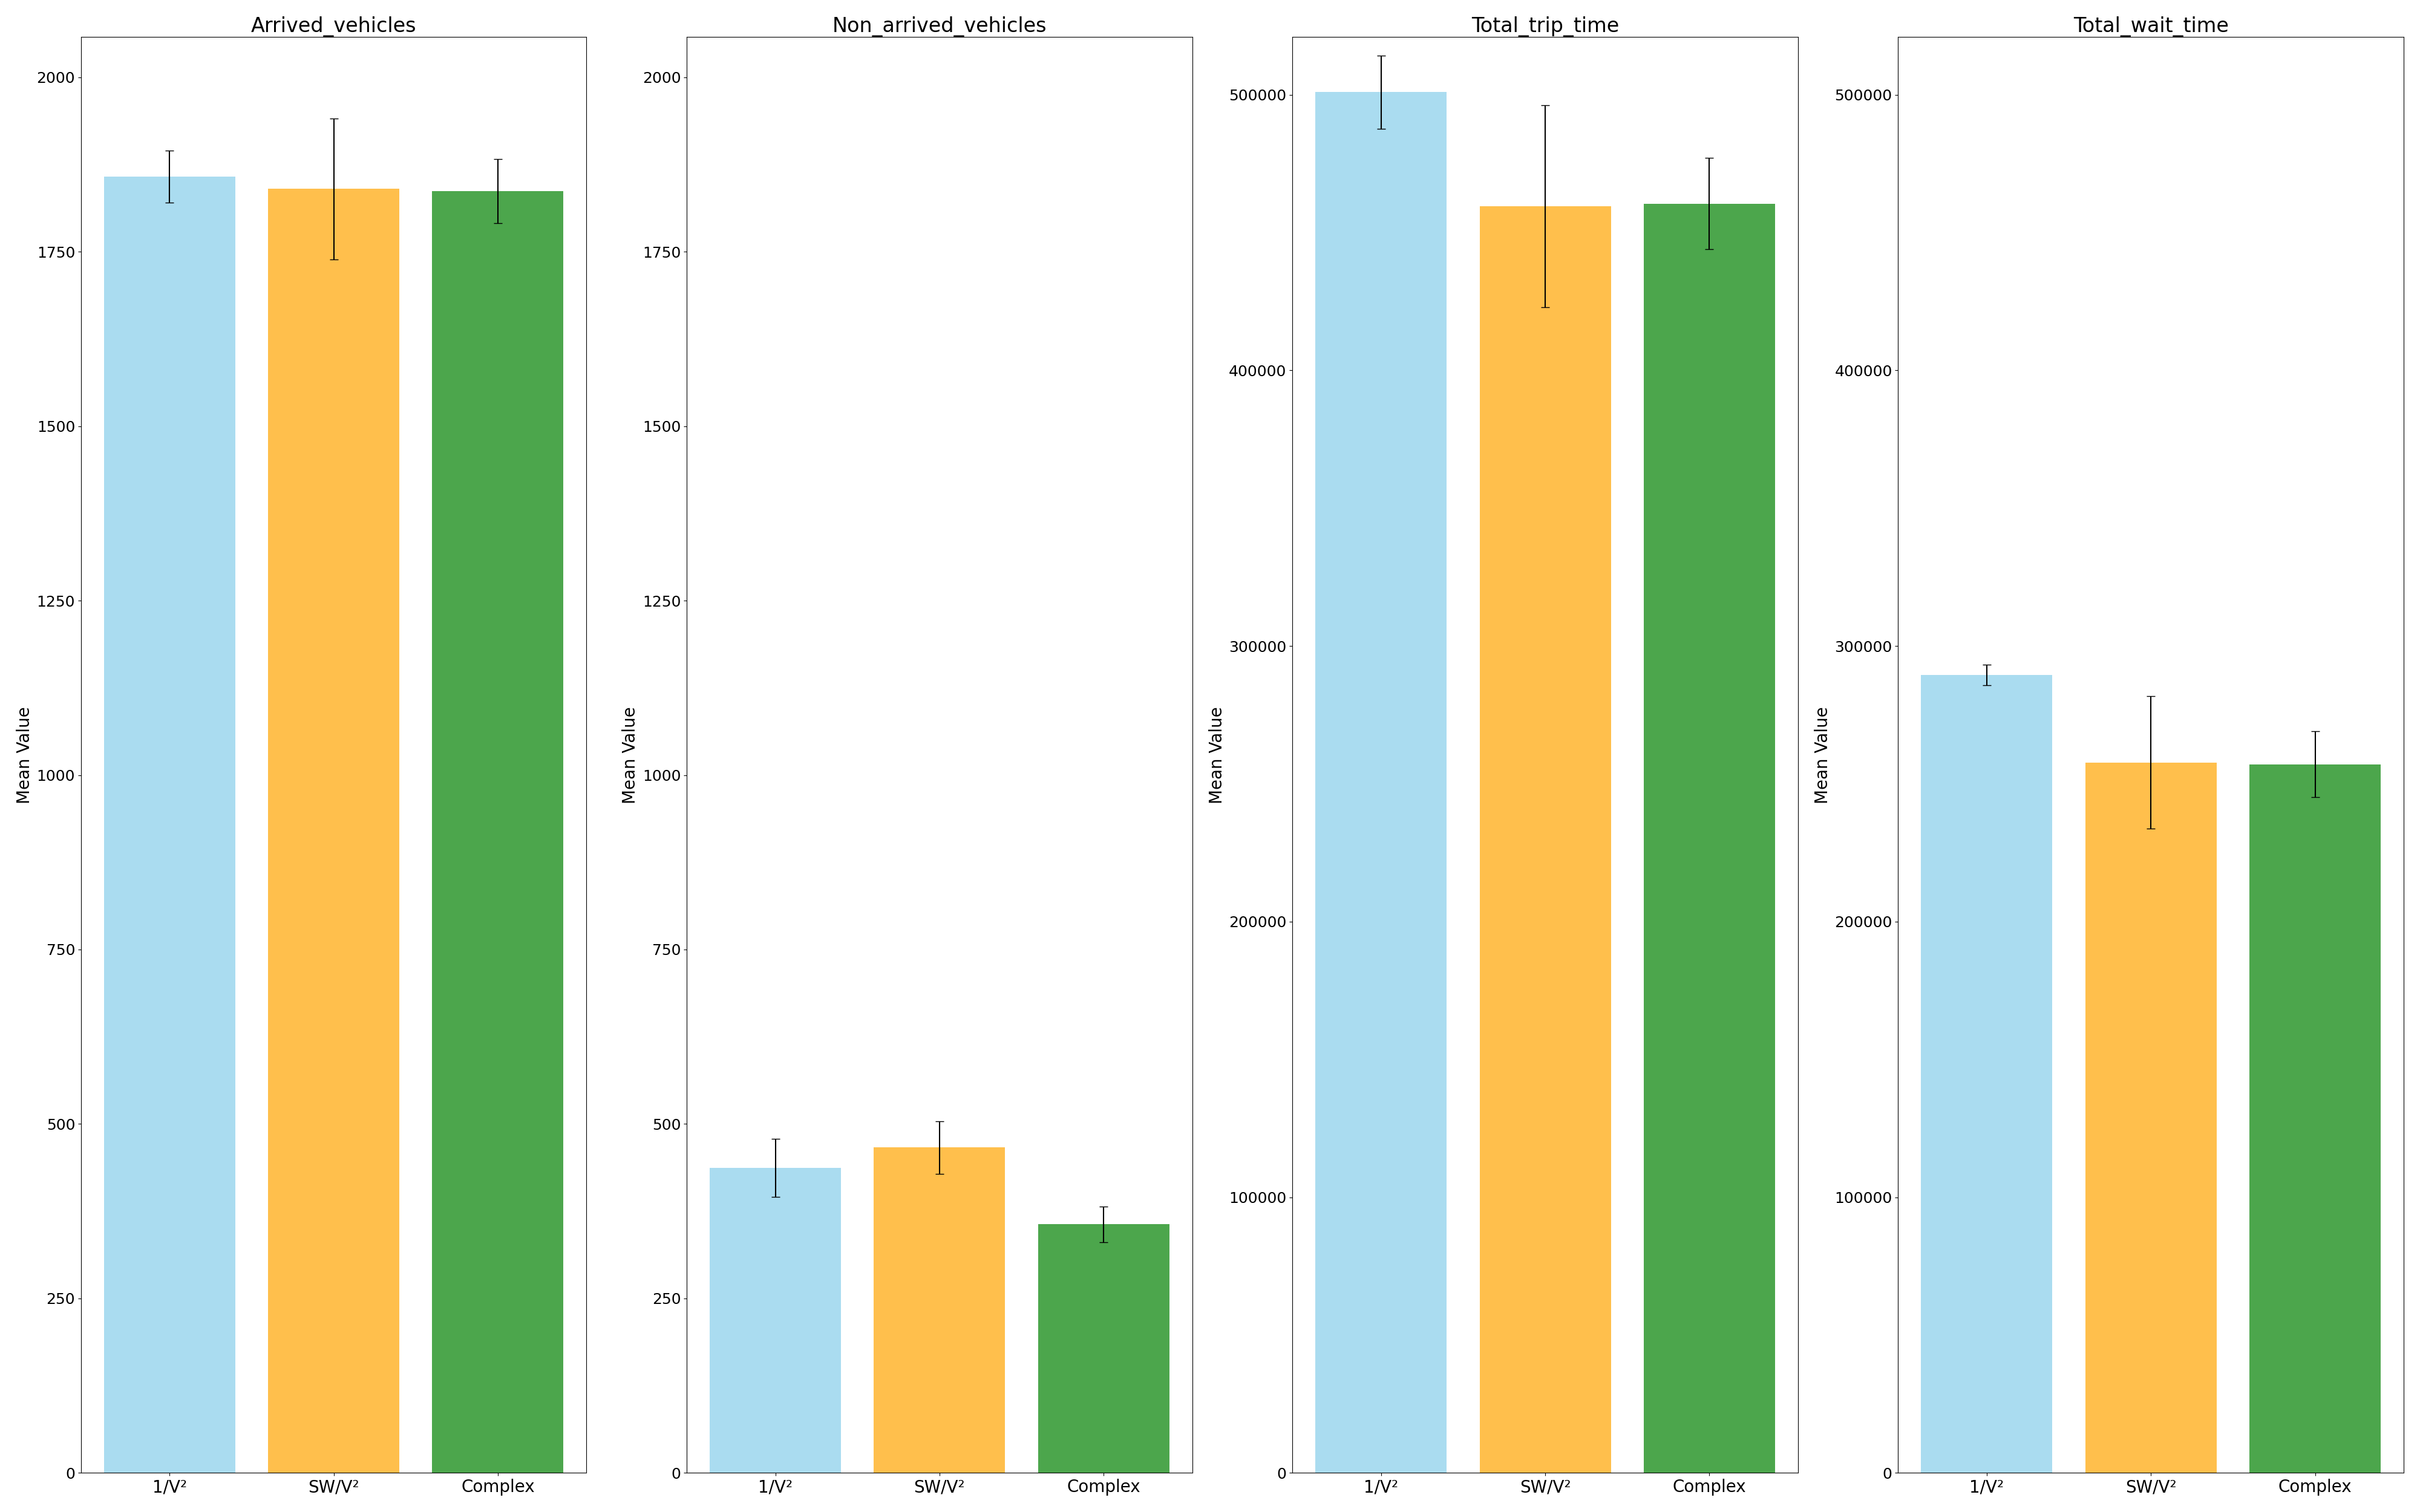 Arrived_vehicles
Mean Value
2000
1750
1500
1250
1000
750
500
250
0
1/V²
SW/V²
Complex
Non_arrived_vehicles
Mean Value
2000
1750
1500
1250
1000
750
500
250
0
1/V²
SW/V²
Complex
Total_trip_time
Mean Value
500000
400000
300000
200000
100000
0
1/V²
SW/V²
Complex
Total_wait_time
Mean Value
500000
400000
300000
200000
100000
0
1/V²
SW/V²
Complex